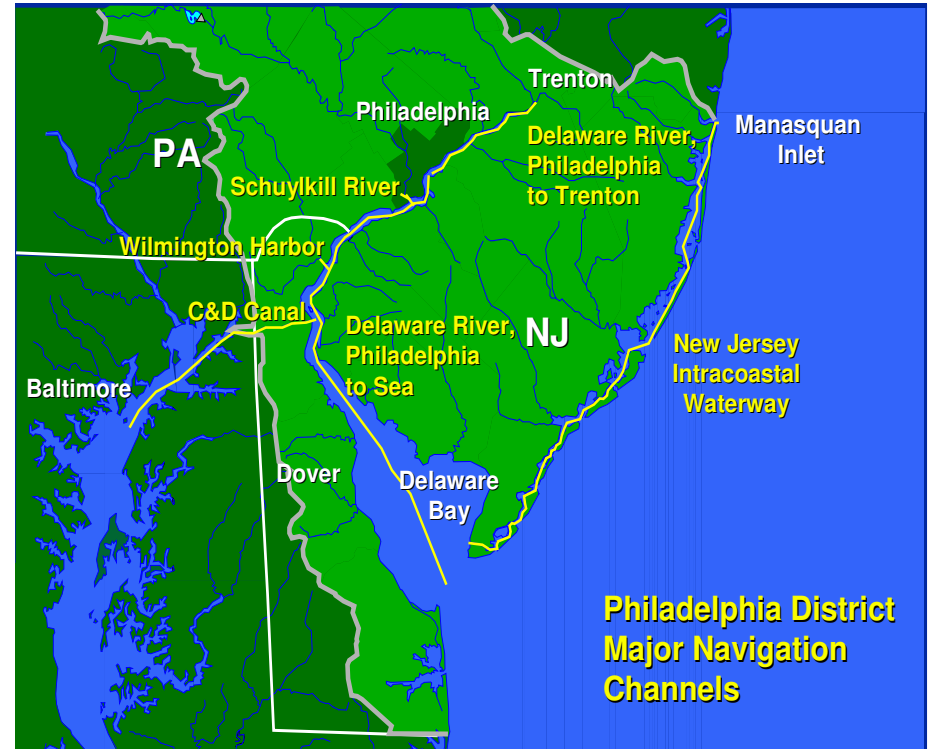 Trenton
Philadelphia
Manasquan
Inlet
PA
Delaware River,
Philadelphia
to Trenton
Schuylkill River
Wilmington Harbor
C&D Canal
Delaware River,
Philadelphia
to Sea
NJ
New Jersey
Intracoastal
Waterway
Baltimore
Dover
Delaware
Bay
Philadelphia District
Major Navigation
Channels